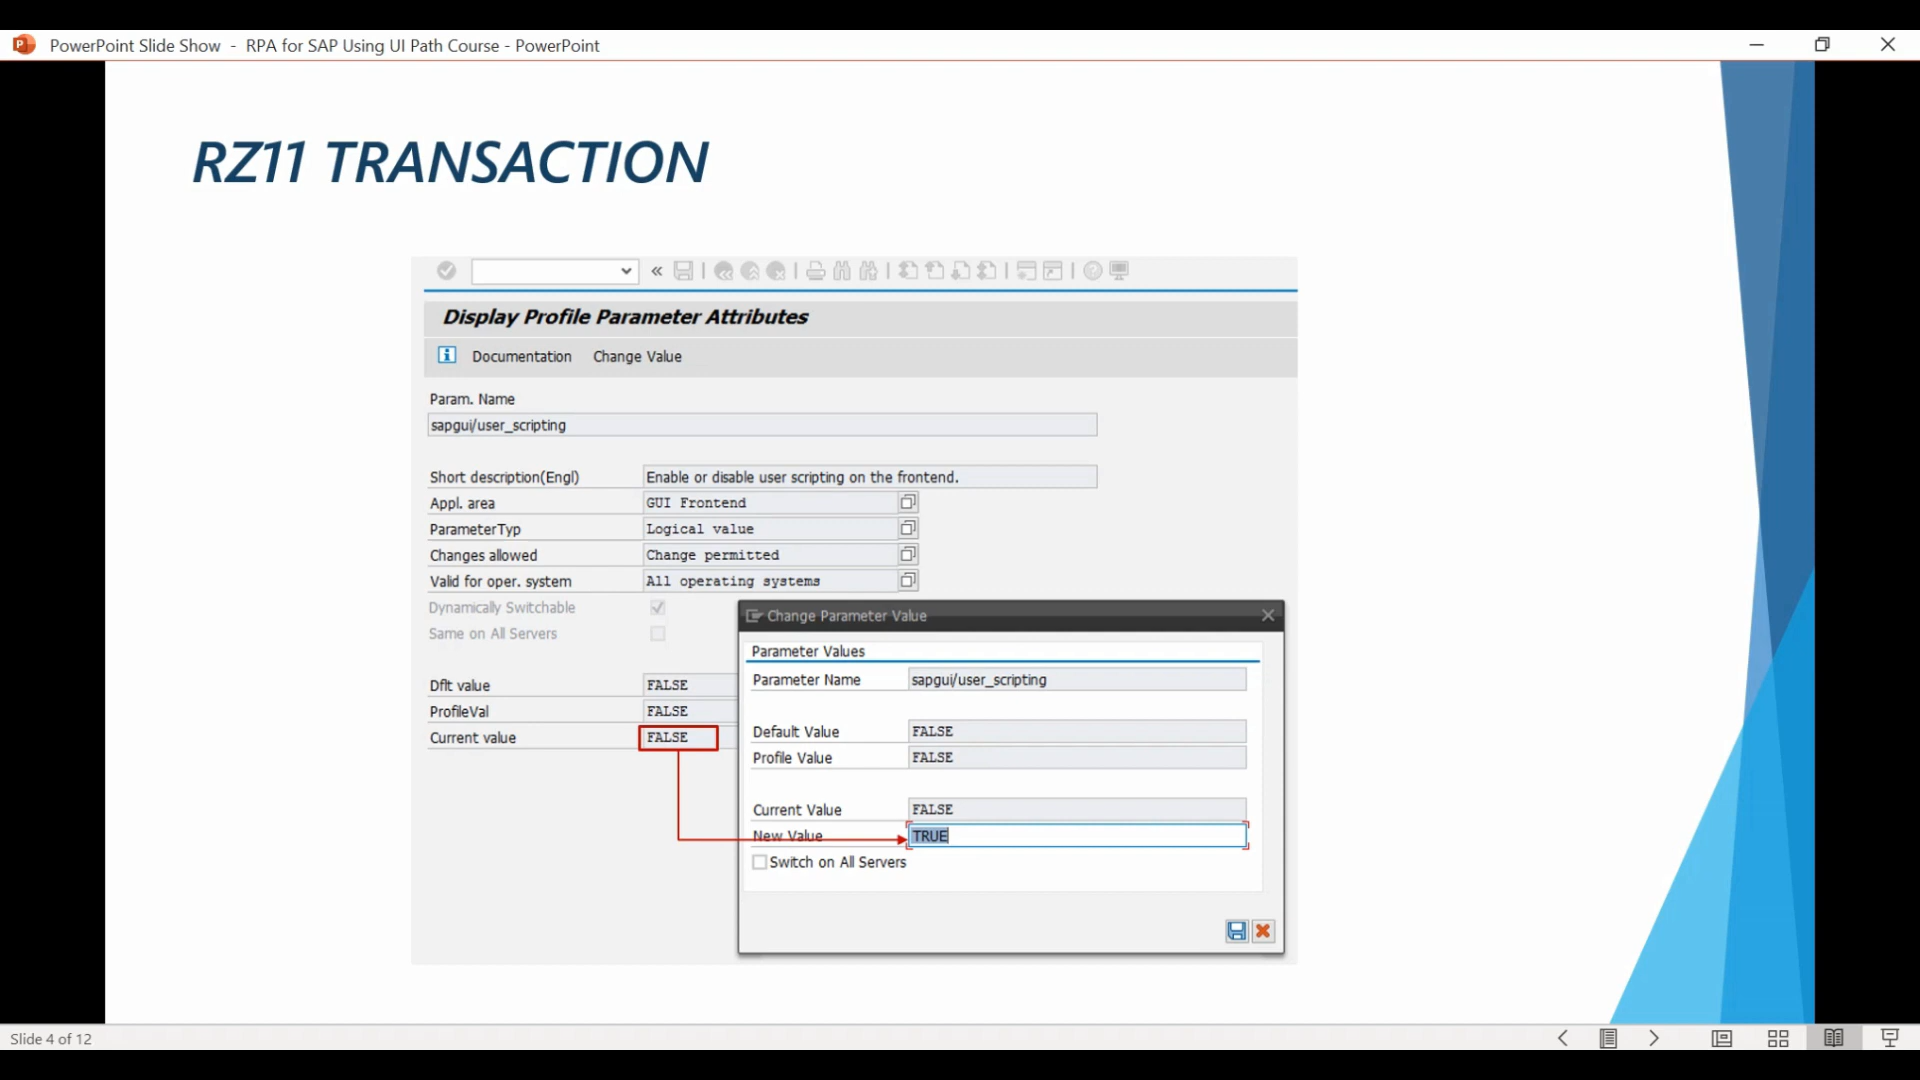 PowerPoint Slide Show - RPA for SAP Using UI Path Course - PowerPoint
RZ11 TRANSACTION
Display Profile Parameter Attributes
Documentation Change Value
Param. Name
sapgui/user_scripting
Short description(Engl) Enable or disable user scripting on the frontend.
Appl. area GUI Frontend
ParameterTyp Logical value
Changes allowed Change permitted
Valid for oper. system All operating systems
Dynamically Switchable
Same on All Servers
Dflt value FALSE
ProfileVal FALSE
Current value FALSE
Change Parameter Value
Parameter Values
Parameter Name sapgui/user_scripting
Default Value FALSE
Profile Value FALSE
Current Value FALSE
New Value TRUE
Switch on All Servers
Slide 4 of 12